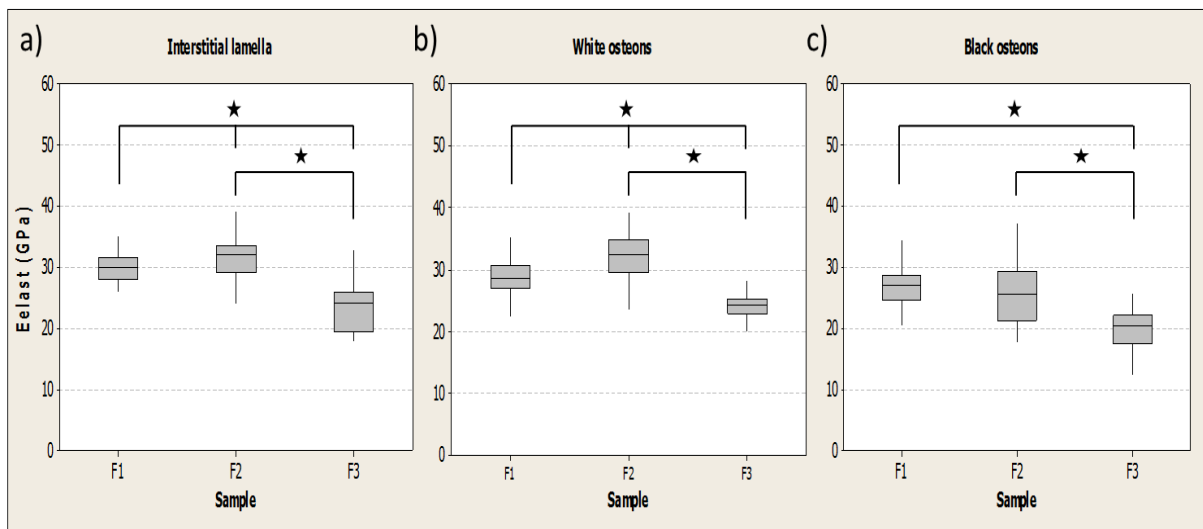 a)
Interstitial lamella
60
50
40
30
20
10
0
Eelast (GPa)
F1
F2
F3
Sample
b)
White osteons
60
50
40
30
20
10
0
F1
F2
F3
Sample
c)
Black osteons
60
50
40
30
20
10
0
F1
F2
F3
Sample